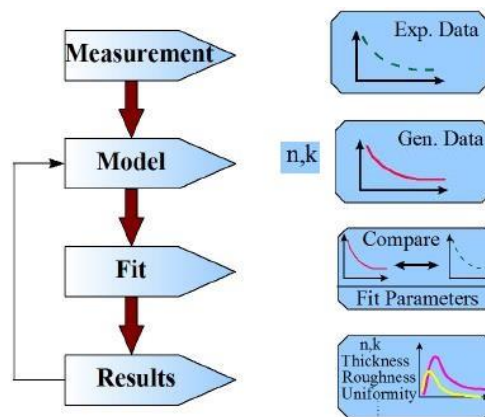 Measurement
Exp. Data
Model
n,k
Gen. Data
Fit
Compare
Fit Parameters
Results
n,k
Thickness
Roughness
Uniformity